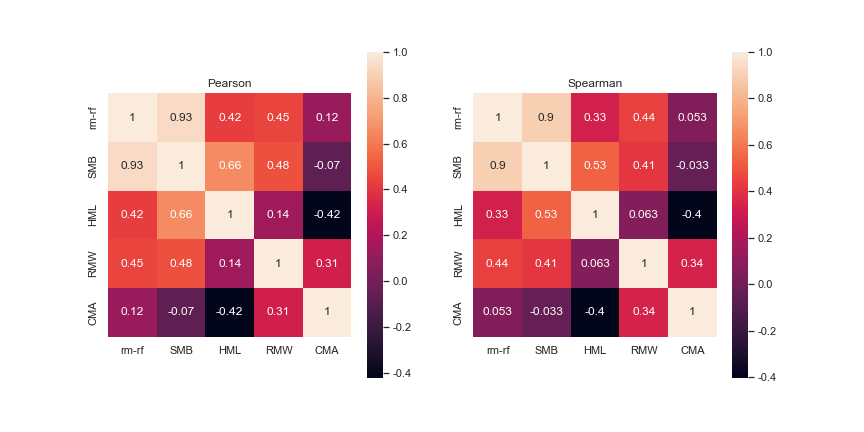 Pearson
rm-rf 1 0.93 0.42 0.45 0.12
SMB 0.93 1 0.66 0.48 -0.07
HML 0.42 0.66 1 0.14 -0.42
RMW 0.45 0.48 0.14 1 0.31
CMA 0.12 -0.07 -0.42 0.31 1
rm-rf SMB HML RMW CMA
1.0
0.8
0.6
0.4
0.2
0.0
-0.2
-0.4
Spearman
rm-rf 1 0.9 0.33 0.44 0.053
SMB 0.9 1 0.53 0.41 -0.033
HML 0.33 0.53 1 0.063 -0.4
RMW 0.44 0.41 0.063 1 0.34
CMA 0.053 -0.033 -0.4 0.34 1
rm-rf SMB HML RMW CMA
1.0
0.8
0.6
0.4
0.2
0.0
-0.2
-0.4